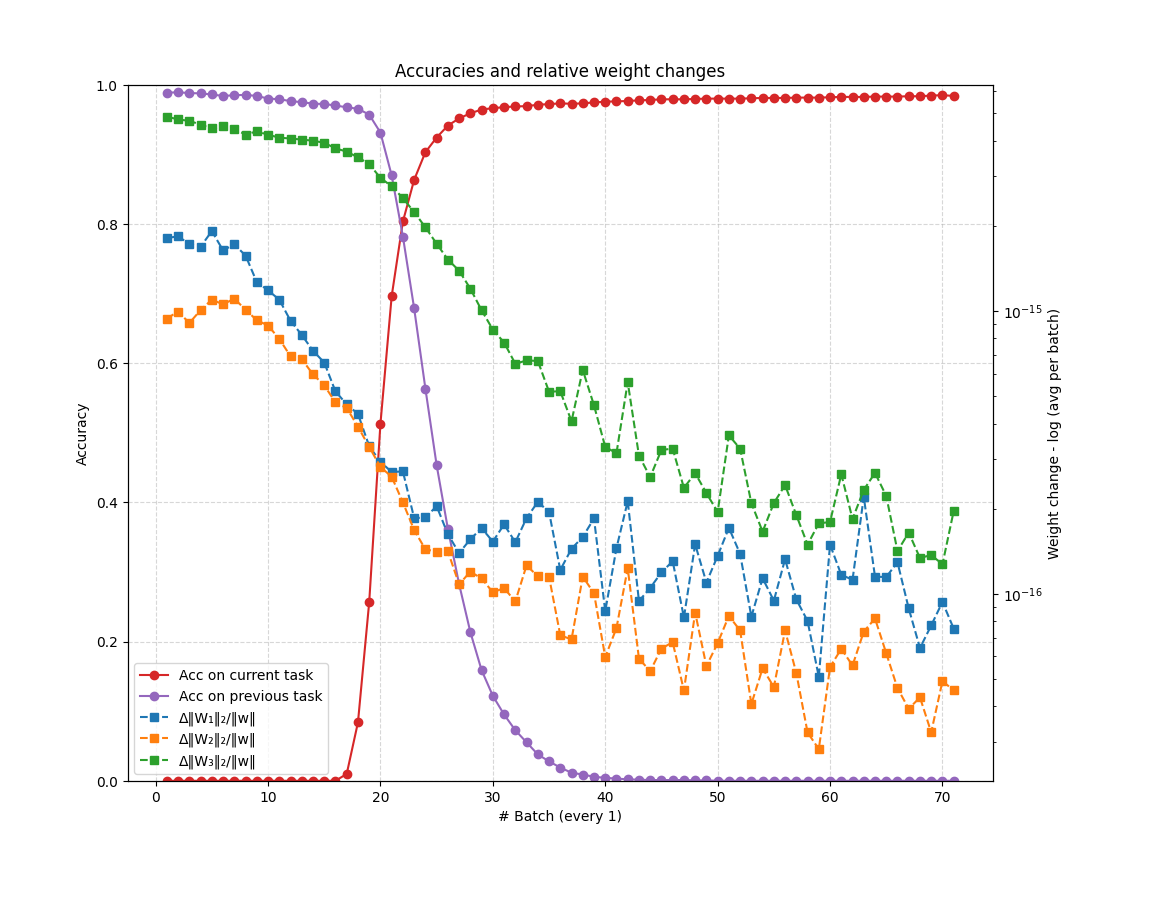 Accuracies and relative weight changes
1.0
0.8
0.6
0.4
0.2
0.0
Accuracy
10⁻¹⁵
10⁻¹⁶
Weight change - log (avg per batch)
Acc on current task
Acc on previous task
Δ‖W₁‖₂/‖w‖
Δ‖W₂‖₂/‖w‖
Δ‖W₃‖₂/‖w‖
0 10 20 30 40 50 60 70
# Batch (every 1)